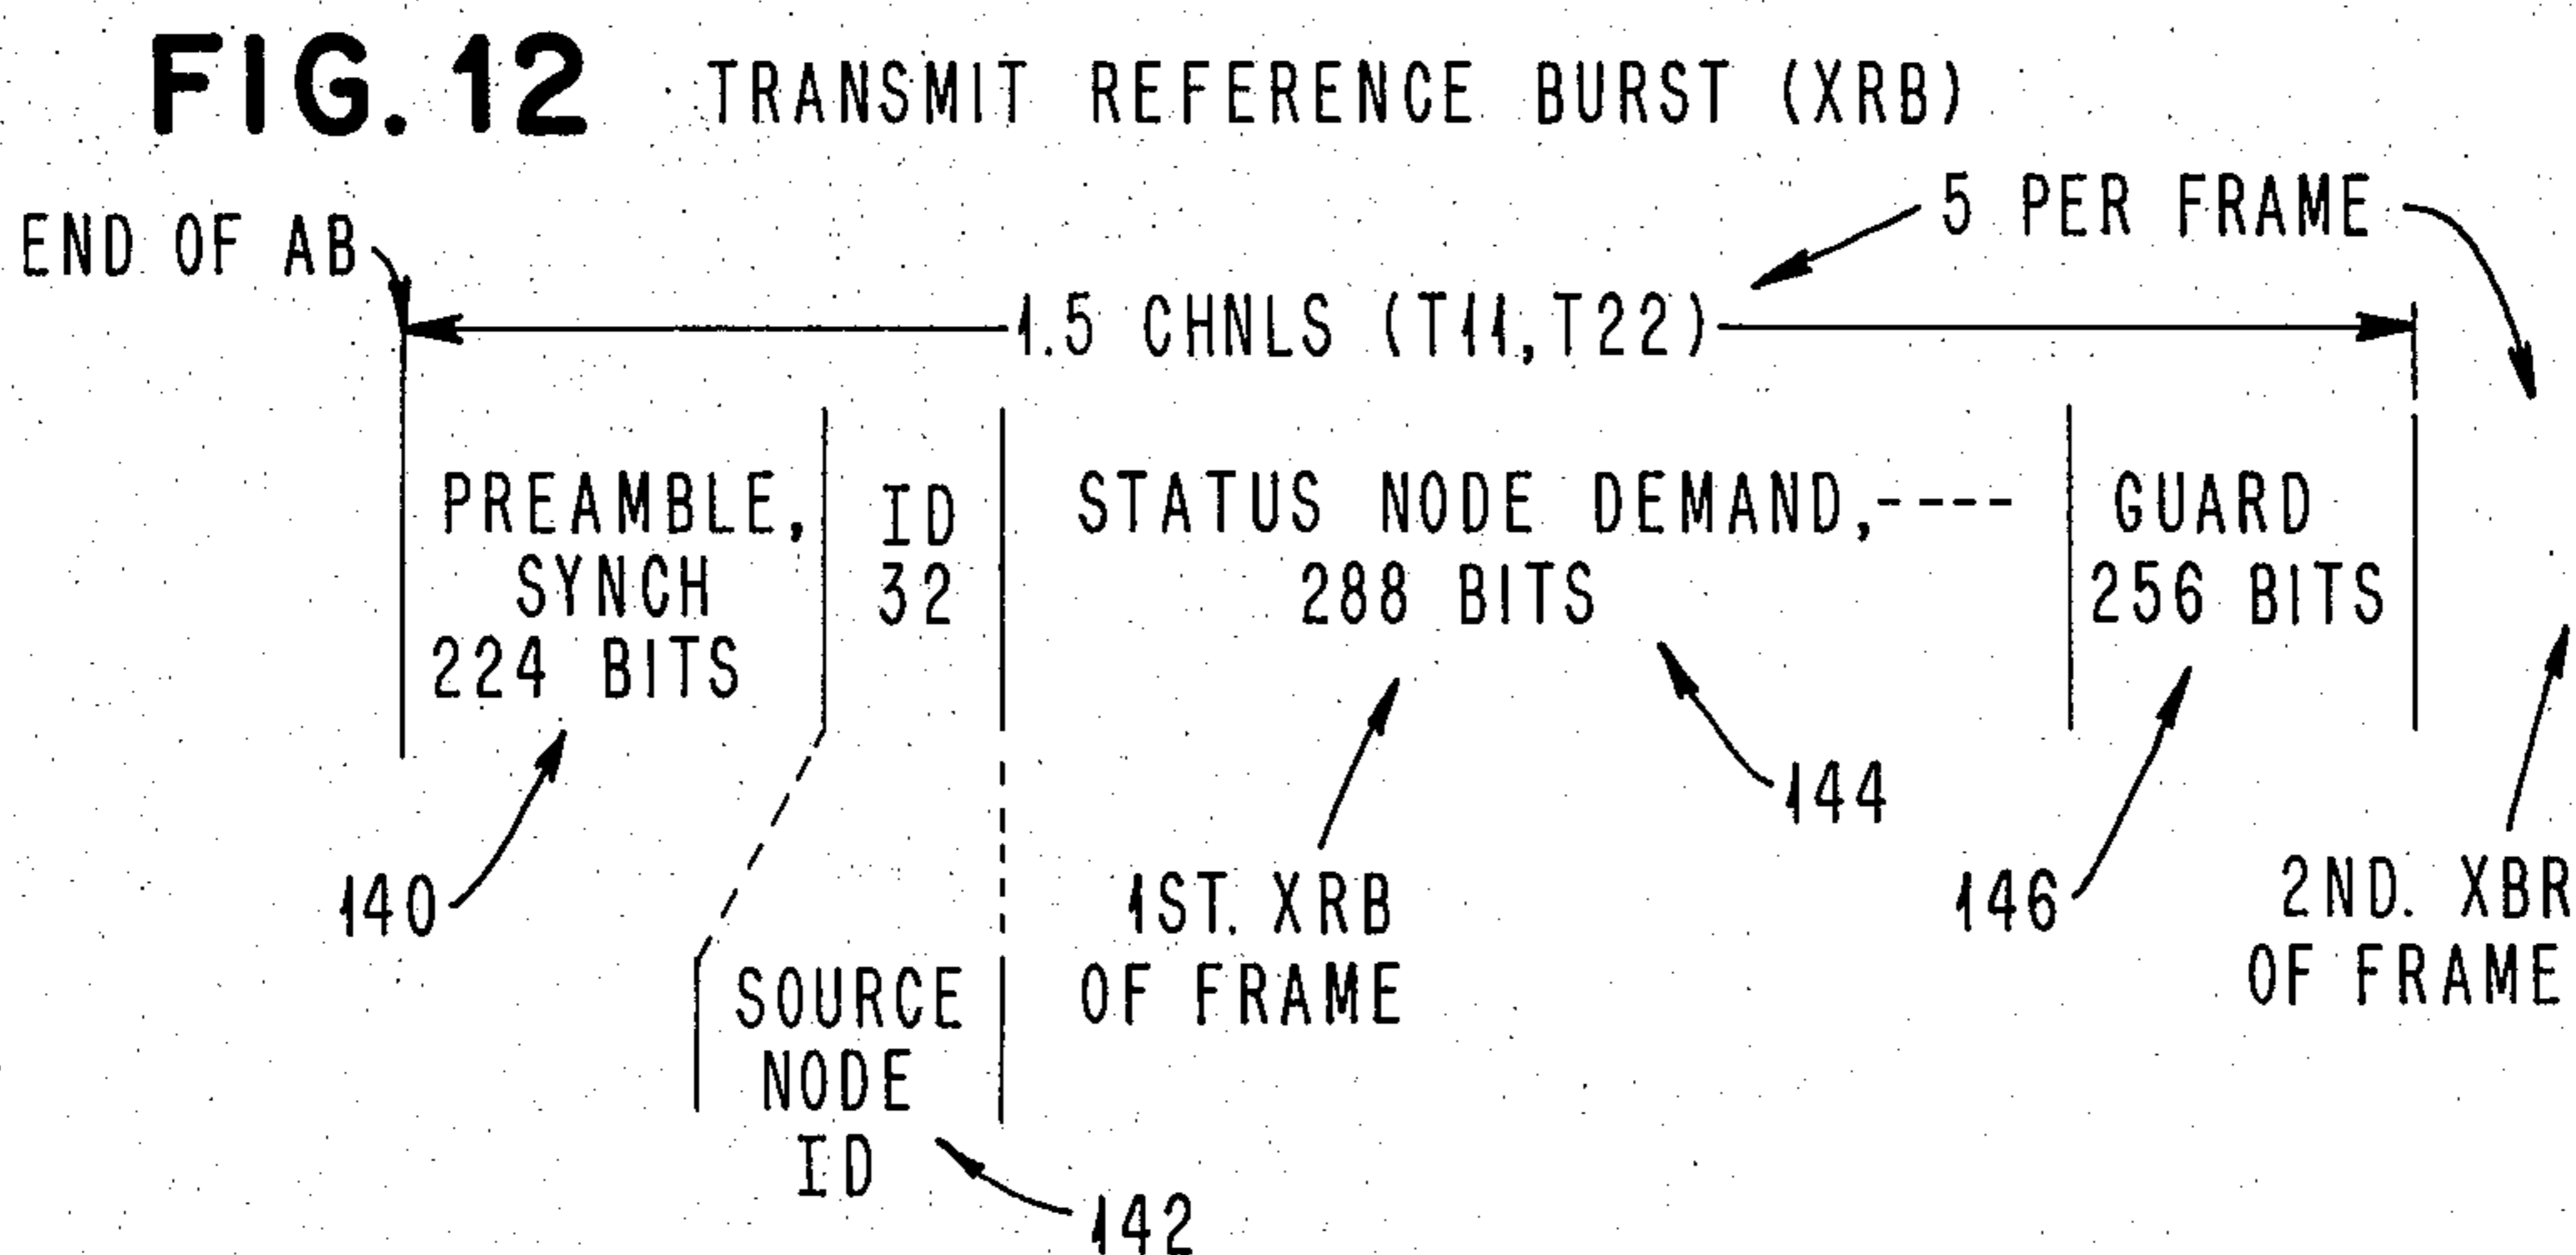 FIG. 12 TRANSMIT REFERENCE BURST (XRB)
5 PER FRAME
END OF AB
1.5 CHNLS (T11,T22)
PREAMBLE,
SYNCH
224 BITS
ID
32
STATUS NODE DEMAND,----
288 BITS
GUARD
256 BITS
144
140
1ST. XRB
OF FRAME
146
2ND. XBR
OF FRAME
SOURCE
NODE
ID
142